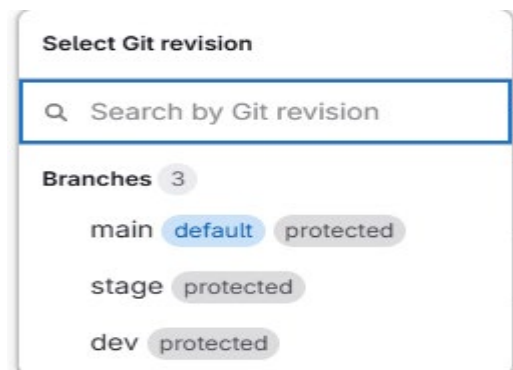 Select Git revision
Search by Git revision
Branches 3
main default protected
stage protected
dev protected